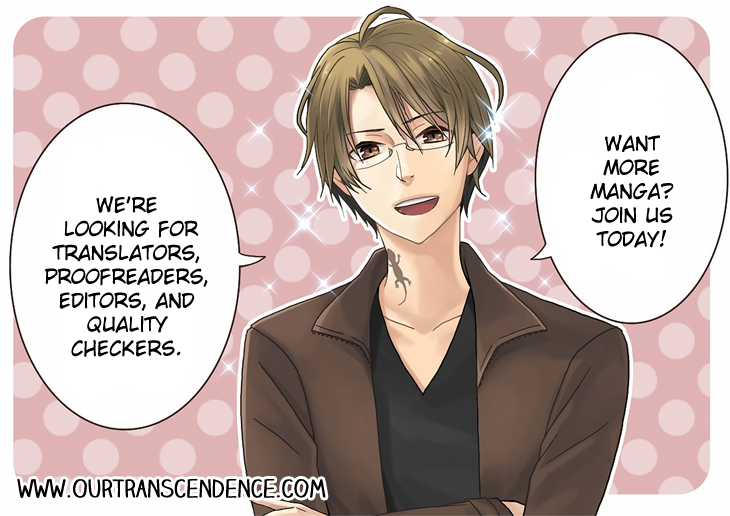 WE'RE
LOOKING FOR
TRANSLATORS,
PROOFREADERS,
EDITORS, AND
QUALITY
CHECKERS.
WANT
MORE
MANGA?
JOIN US
TODAY!
WWW.OURTRANSCENDENCE.COM